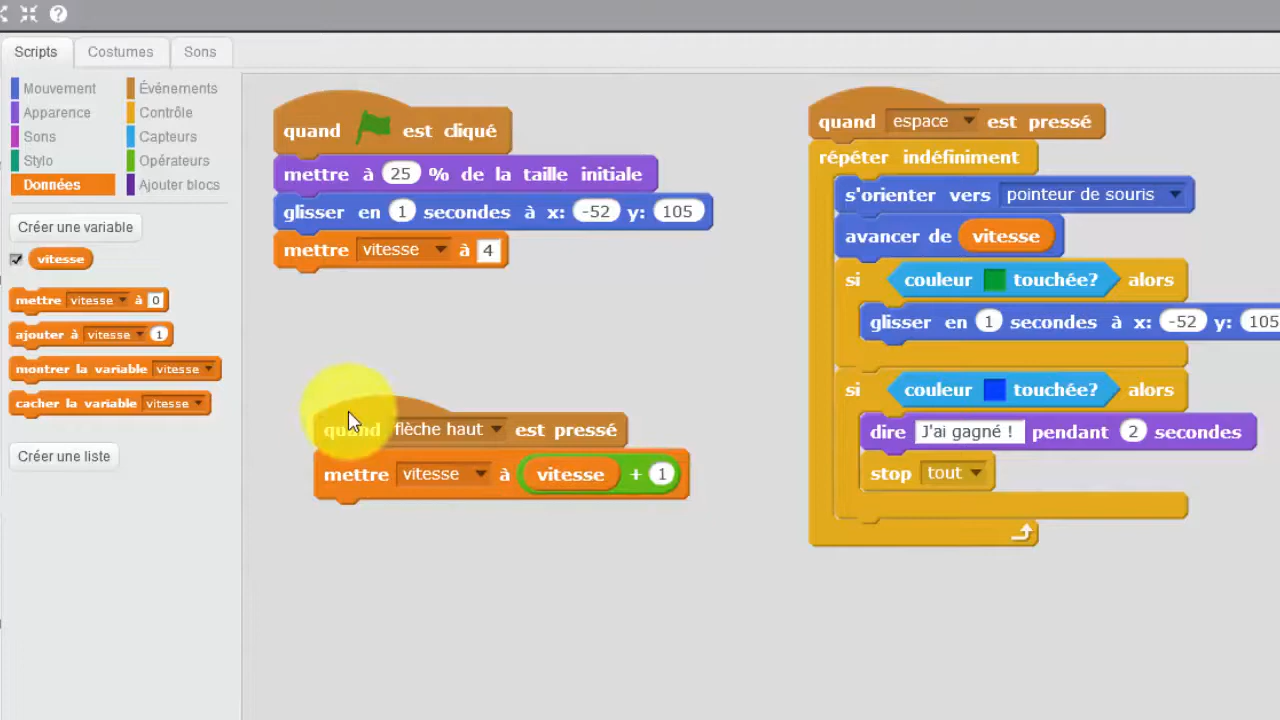 ?
Scripts Costumes Sons
Mouvement Événements
Apparence Contrôle
Sons Capteurs
Stylo Opérateurs
Données Ajouter blocs
Créer une variable
vitesse
mettre vitesse à 0
ajouter à vitesse 1
montrer la variable vitesse
cacher la variable vitesse
Créer une liste
quand est cliqué
mettre à 25 % de la taille initiale
glisser en 1 secondes à x: -52 y: 105
mettre vitesse à 4
quand flèche haut est pressé
mettre vitesse à vitesse + 1
quand espace est pressé
répéter indéfiniment
s'orienter vers pointeur de souris
avancer de vitesse
si couleur touchée? alors
glisser en 1 secondes à x: -52 y: 105
si couleur touchée? alors
dire J'ai gagné ! pendant 2 secondes
stop tout